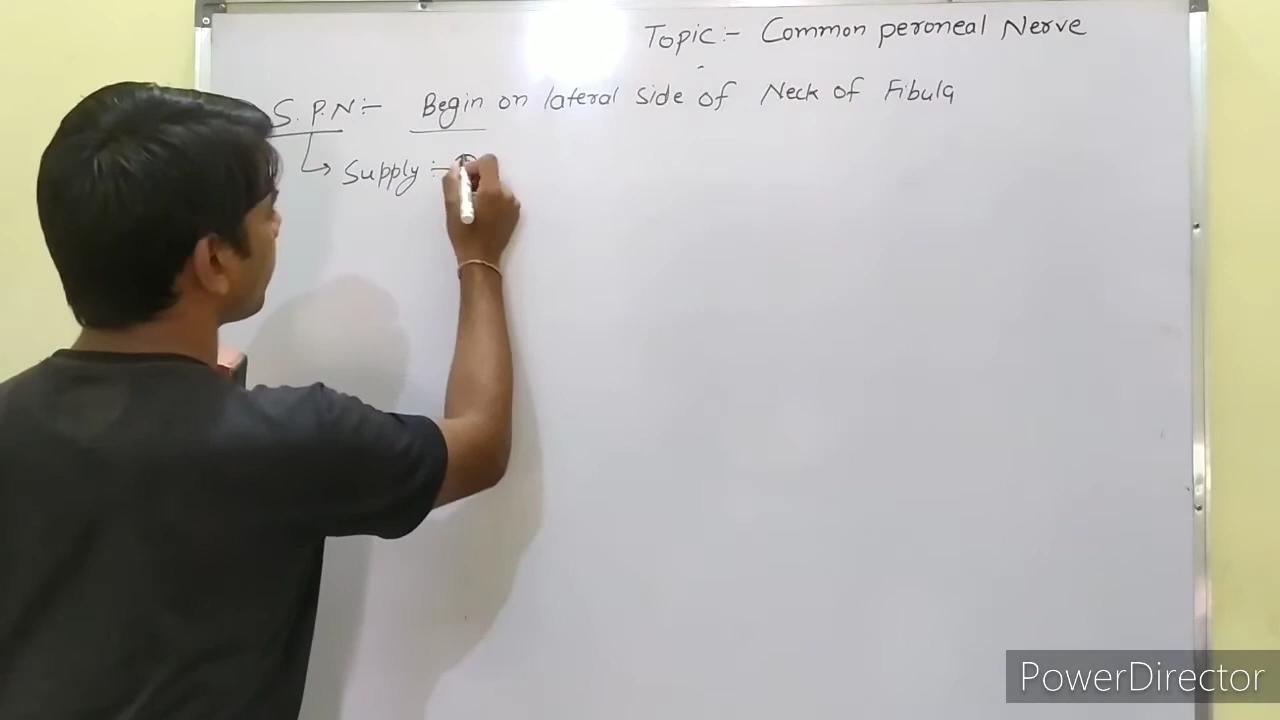 Topic:- Common peroneal Nerve
S.P.N:- Begin on lateral side of Neck of Fibula
Supply :-
PowerDirector